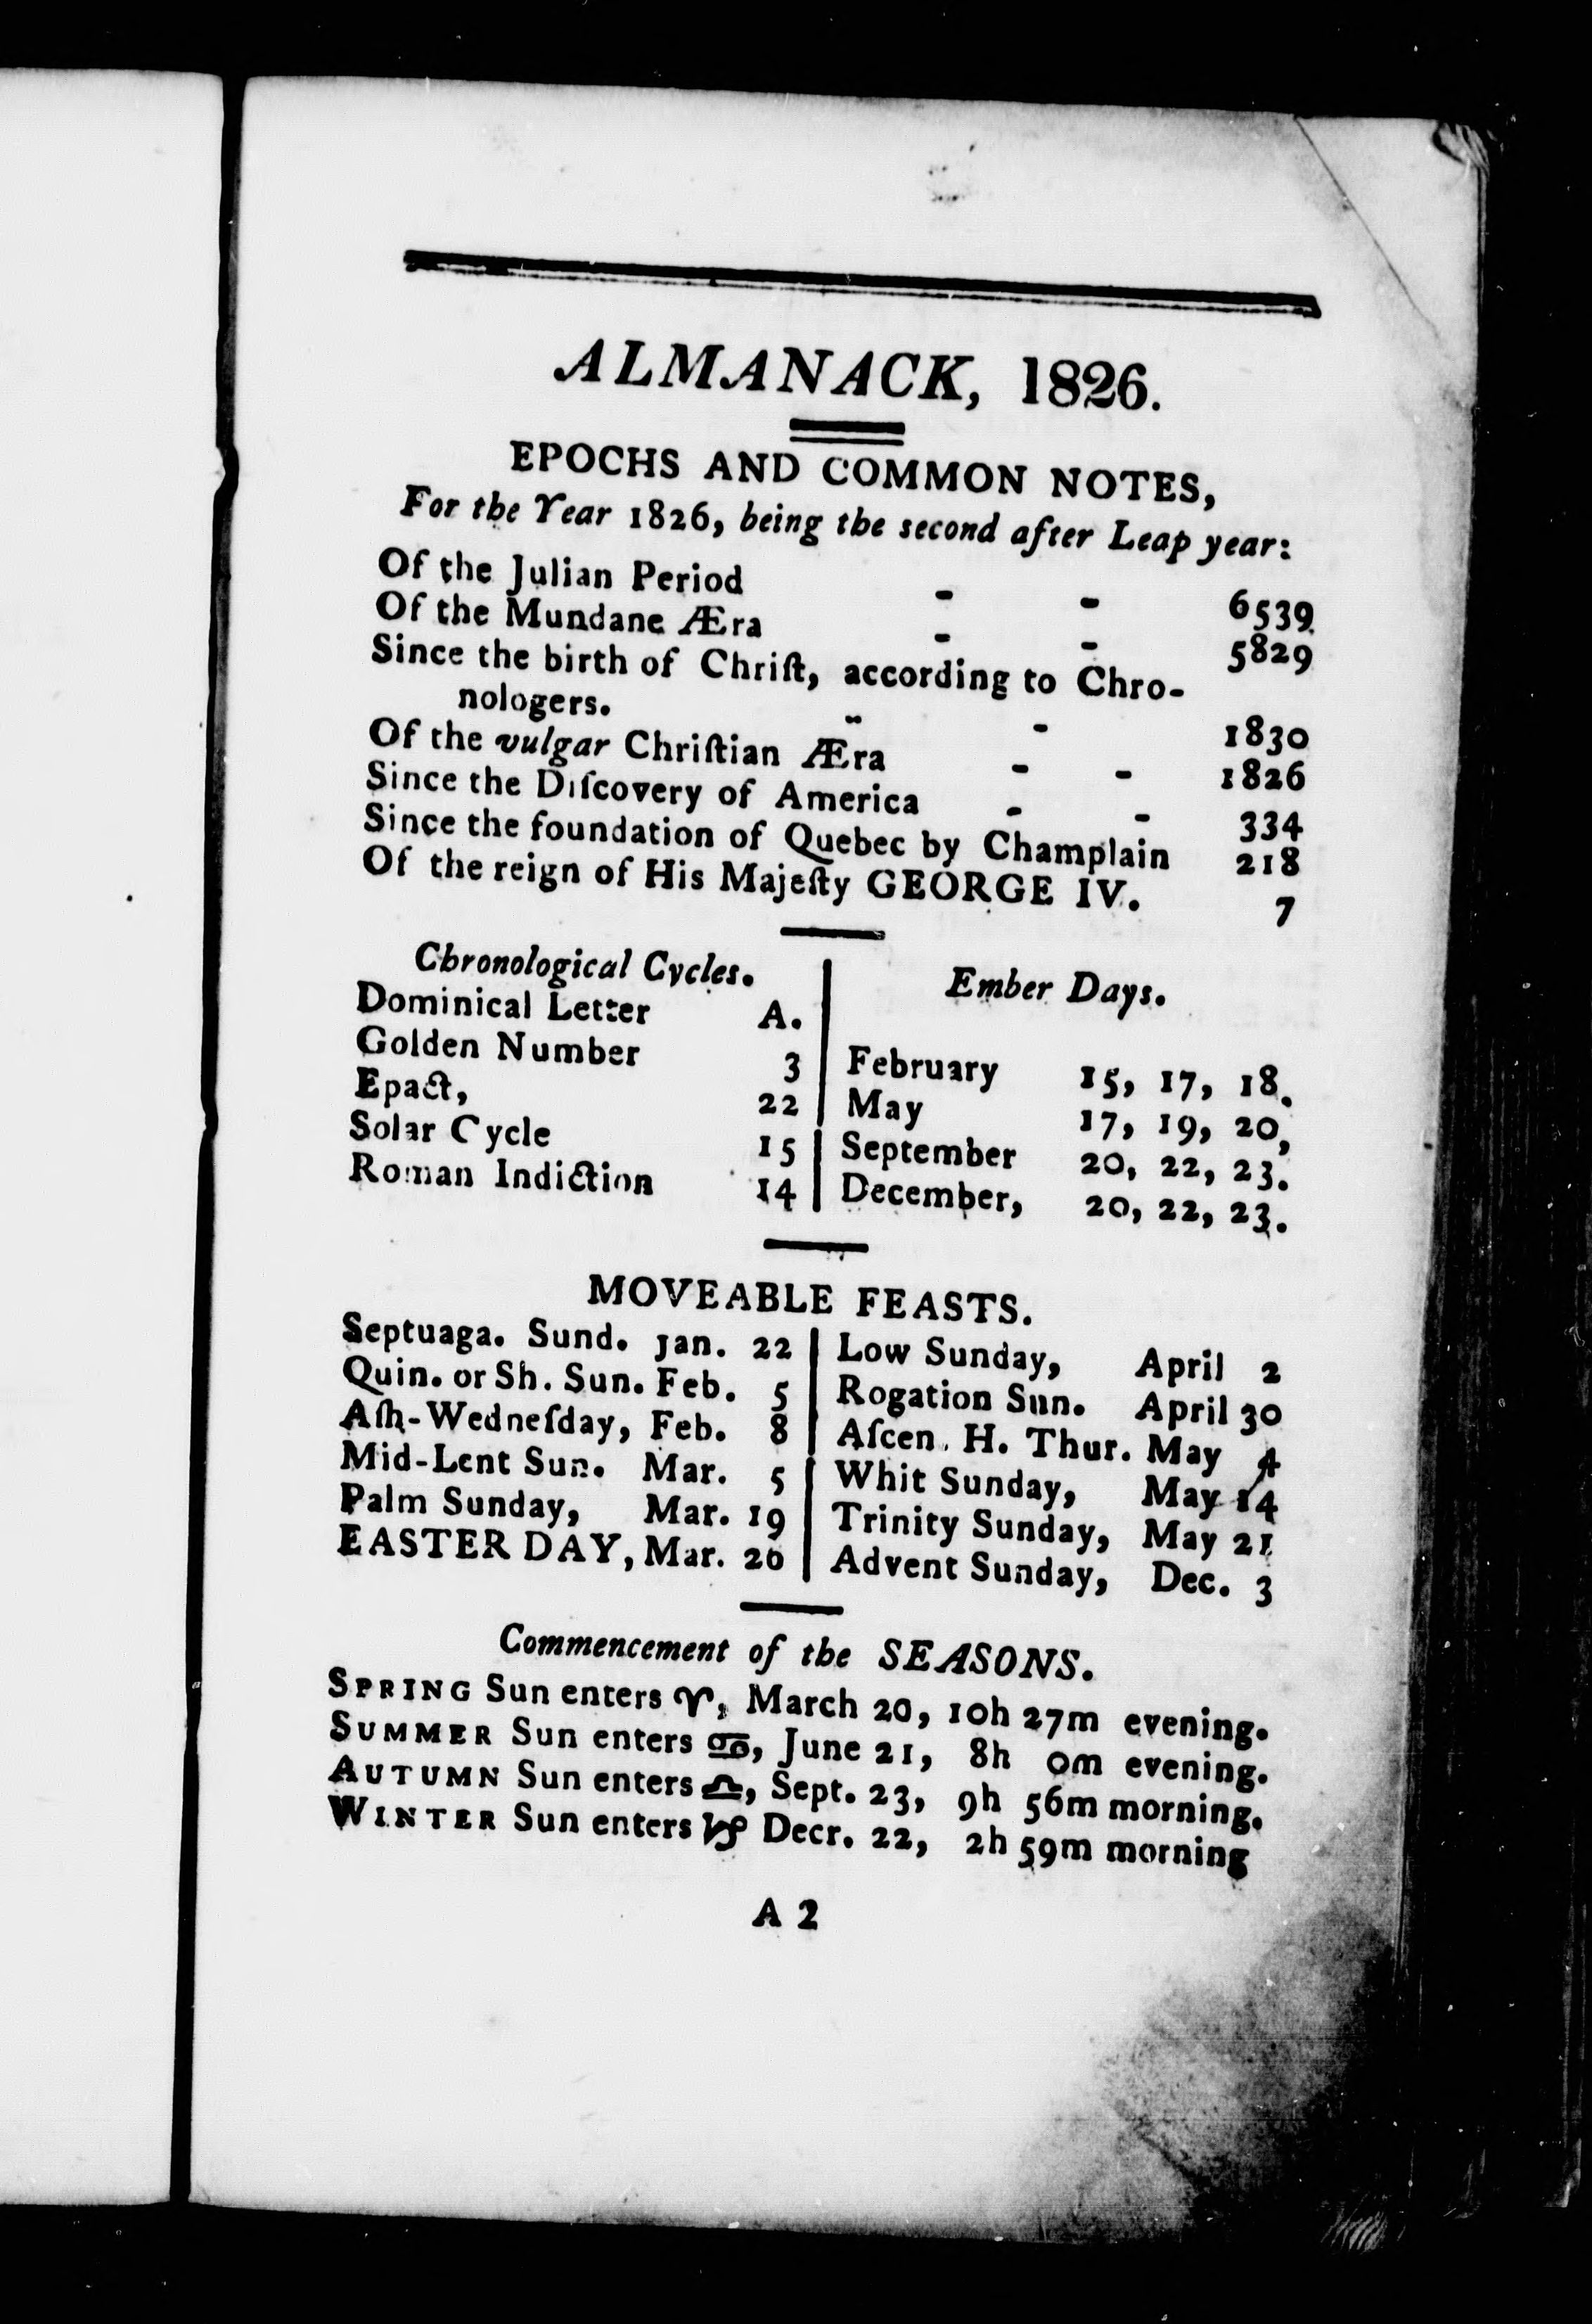 ALMANACK, 1826.
EPOCHS AND COMMON NOTES,
For the Year 1826, being the second after Leap year:
Of the Julian Period - - 6539
Of the Mundane Æra - - 5829
Since the birth of Chriſt, according to Chro-
nologers. - - 1830
Of the vulgar Chriſtian Æra - - 1826
Since the Diſcovery of America - - 334
Since the foundation of Quebec by Champlain 218
Of the reign of His Majeſty GEORGE IV. 7
Chronological Cycles.
Dominical Letter A.
Golden Number 3
Epact, 22
Solar Cycle 15
Roman Indiction 14
Ember Days.
February 15, 17, 18.
May 17, 19, 20,
September 20, 22, 23.
December, 20, 22, 23.
MOVEABLE FEASTS.
Septuaga. Sund. Jan. 22
Quin. or Sh. Sun. Feb. 5
Aſh-Wedneſday, Feb. 8
Mid-Lent Sun. Mar. 5
Palm Sunday, Mar. 19
EASTER DAY, Mar. 26
Low Sunday, April 2
Rogation Sun. April 30
Aſcen. H. Thur. May 4
Whit Sunday, May 14
Trinity Sunday, May 21
Advent Sunday, Dec. 3
Commencement of the SEASONS.
SPRING Sun enters ♈, March 20, 10h 27m evening.
SUMMER Sun enters ♋, June 21, 8h 0m evening.
AUTUMN Sun enters ♎, Sept. 23, 9h 56m morning.
WINTER Sun enters ♑ Decr. 22, 2h 59m morning
A 2